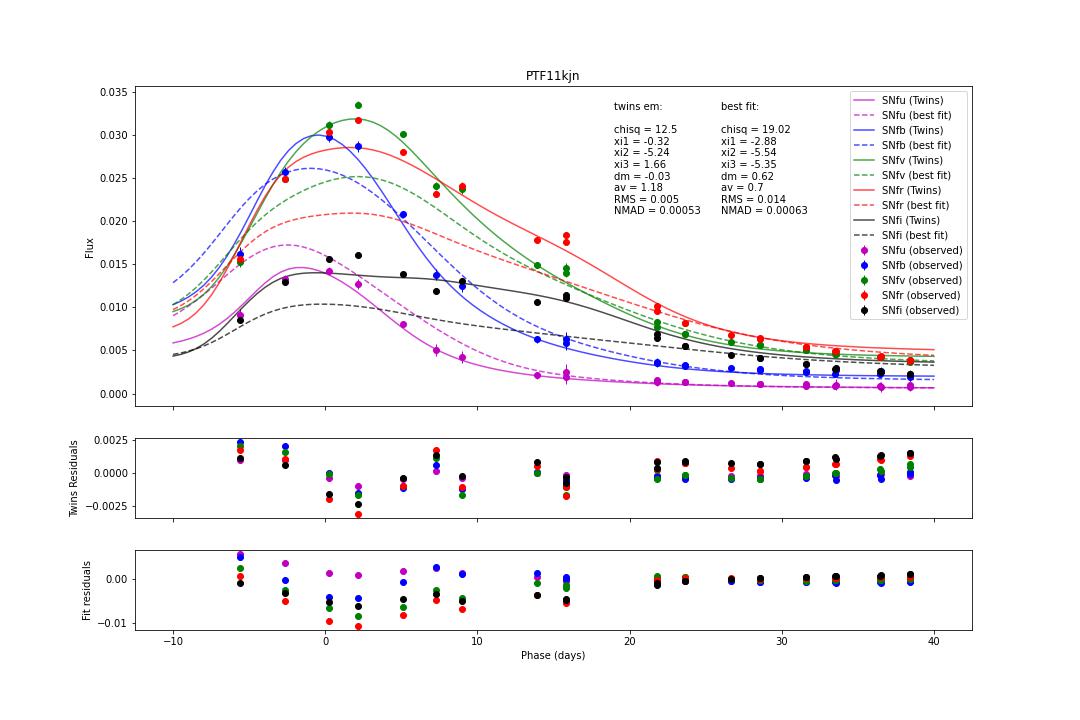 PTF11kjn
Flux
0.035
0.030
0.025
0.020
0.015
0.010
0.005
0.000
twins em:
chisq = 12.5
xi1 = -0.32
xi2 = -5.24
xi3 = 1.66
dm = -0.03
av = 1.18
RMS = 0.005
NMAD = 0.00053
best fit:
chisq = 19.02
xi1 = -2.88
xi2 = -5.54
xi3 = -5.35
dm = 0.62
av = 0.7
RMS = 0.014
NMAD = 0.00063
SNfu (Twins)
SNfu (best fit)
SNfb (Twins)
SNfb (best fit)
SNfv (Twins)
SNfv (best fit)
SNfr (Twins)
SNfr (best fit)
SNfi (Twins)
SNfi (best fit)
SNfu (observed)
SNfb (observed)
SNfv (observed)
SNfr (observed)
SNfi (observed)
Twins Residuals
0.0025
0.0000
−0.0025
Fit residuals
0.00
−0.01
−10
0
10
20
30
40
Phase (days)